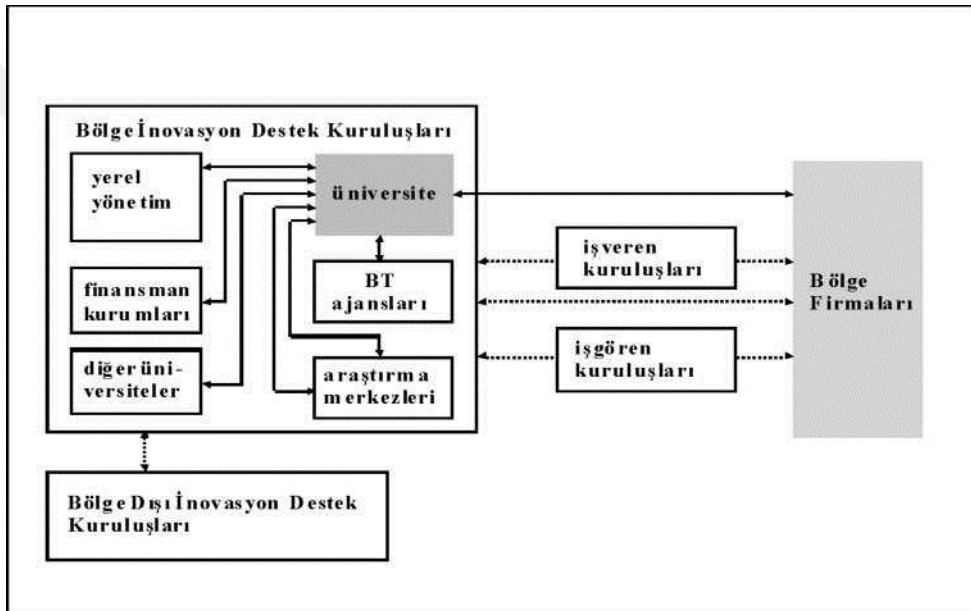 Bölge İnovasyon Destek Kuruluşları
yerel
yönetim
üniversite
finansman
kurumları
BT
ajansları
diğer üni-
versiteler
araştırma
merkezleri
işveren
kuruluşları
işgören
kuruluşları
Bölge
Firmaları
Bölge Dışı İnovasyon Destek
Kuruluşları